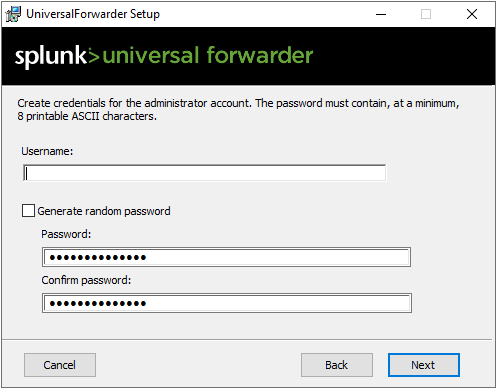 UniversalForwarder Setup
splunk> universal forwarder
Create credentials for the administrator account. The password must contain, at a minimum,
8 printable ASCII characters.
Username:
Generate random password
Password:
●●●●●●●●●●●●●●
Confirm password:
●●●●●●●●●●●●●●
Cancel
Back
Next